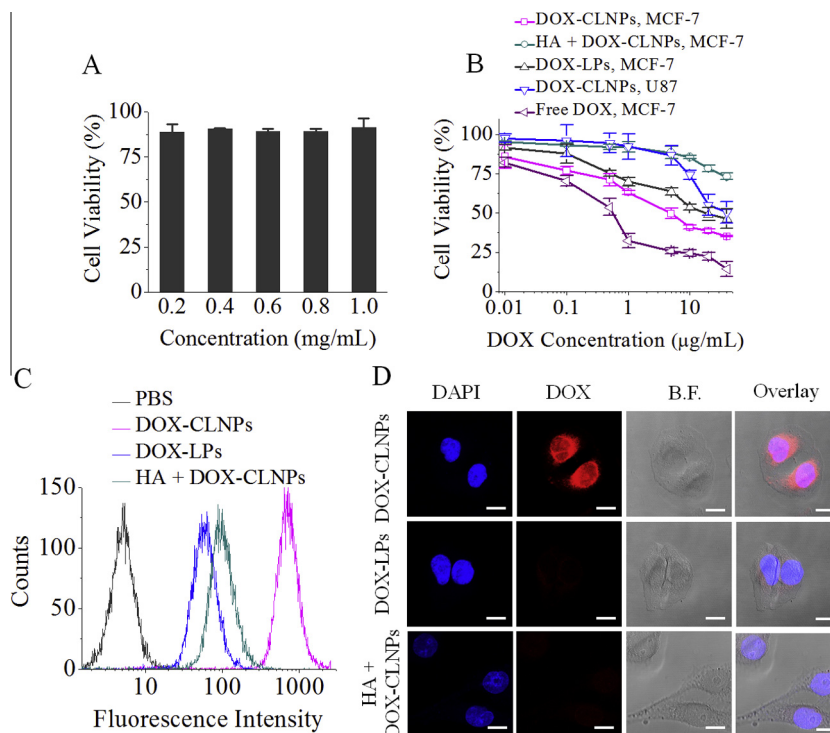 A
Cell Viability (%)
100
75
50
25
0
0.2 0.4 0.6 0.8 1.0
Concentration (mg/mL)
B
DOX-CLNPs, MCF-7
HA + DOX-CLNPs, MCF-7
DOX-LPs, MCF-7
DOX-CLNPs, U87
Free DOX, MCF-7
Cell Viability (%)
100
75
50
25
0
0.01 0.1 1 10
DOX Concentration (µg/mL)
C
PBS
DOX-CLNPs
DOX-LPs
HA + DOX-CLNPs
Counts
150
100
50
0
10 100 1000
Fluorescence Intensity
D
DAPI DOX B.F. Overlay
DOX-CLNPs
DOX-LPs
HA +
DOX-CLNPs